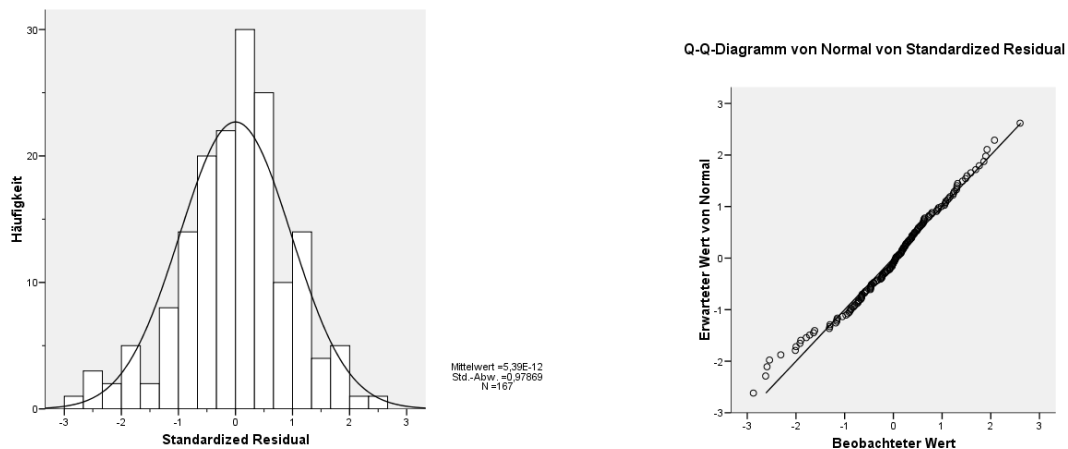 Häufigkeit
30
20
10
0
-3 -2 -1 0 1 2 3
Standardized Residual
Mittelwert =5,39E-12
Std.-Abw. =0,97869
N =167
Q-Q-Diagramm von Normal von Standardized Residual
Erwarteter Wert von Normal
3
2
1
0
-1
-2
-3
-3 -2 -1 0 1 2 3
Beobachteter Wert